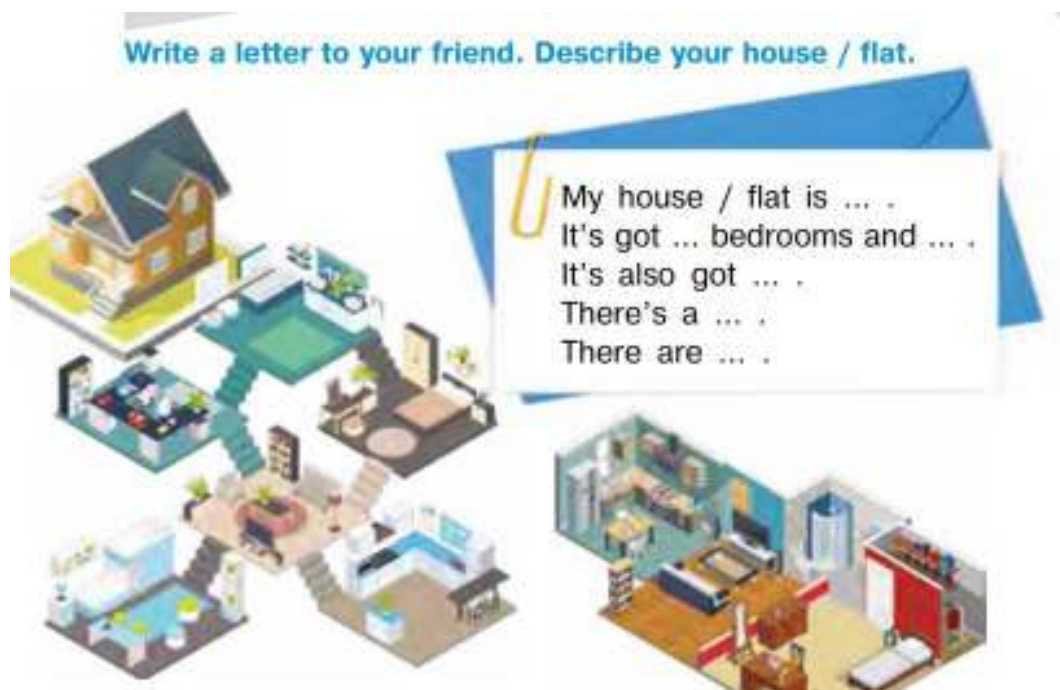 Write a letter to your friend. Describe your house / flat.
My house / flat is ... .
It's got ... bedrooms and ... .
It's also got ... .
There's a ... .
There are ... .